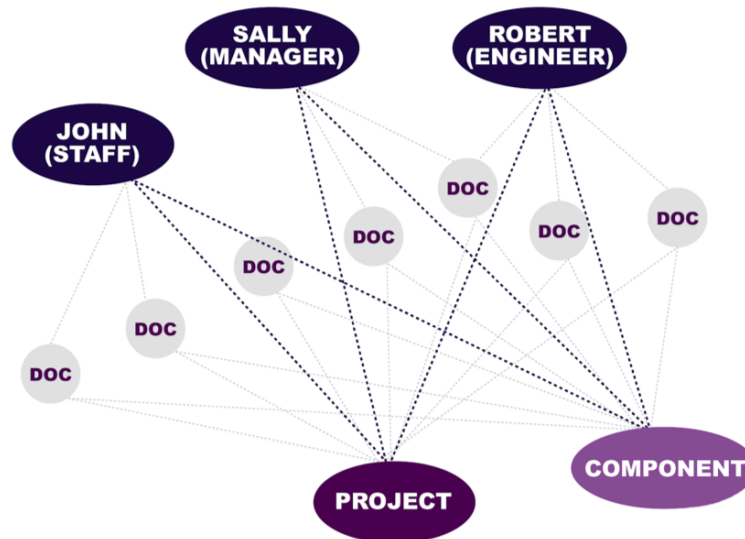 SALLY
(MANAGER)
ROBERT
(ENGINEER)
JOHN
(STAFF)
DOC
DOC
DOC
DOC
DOC
DOC
DOC
COMPONENT
PROJECT